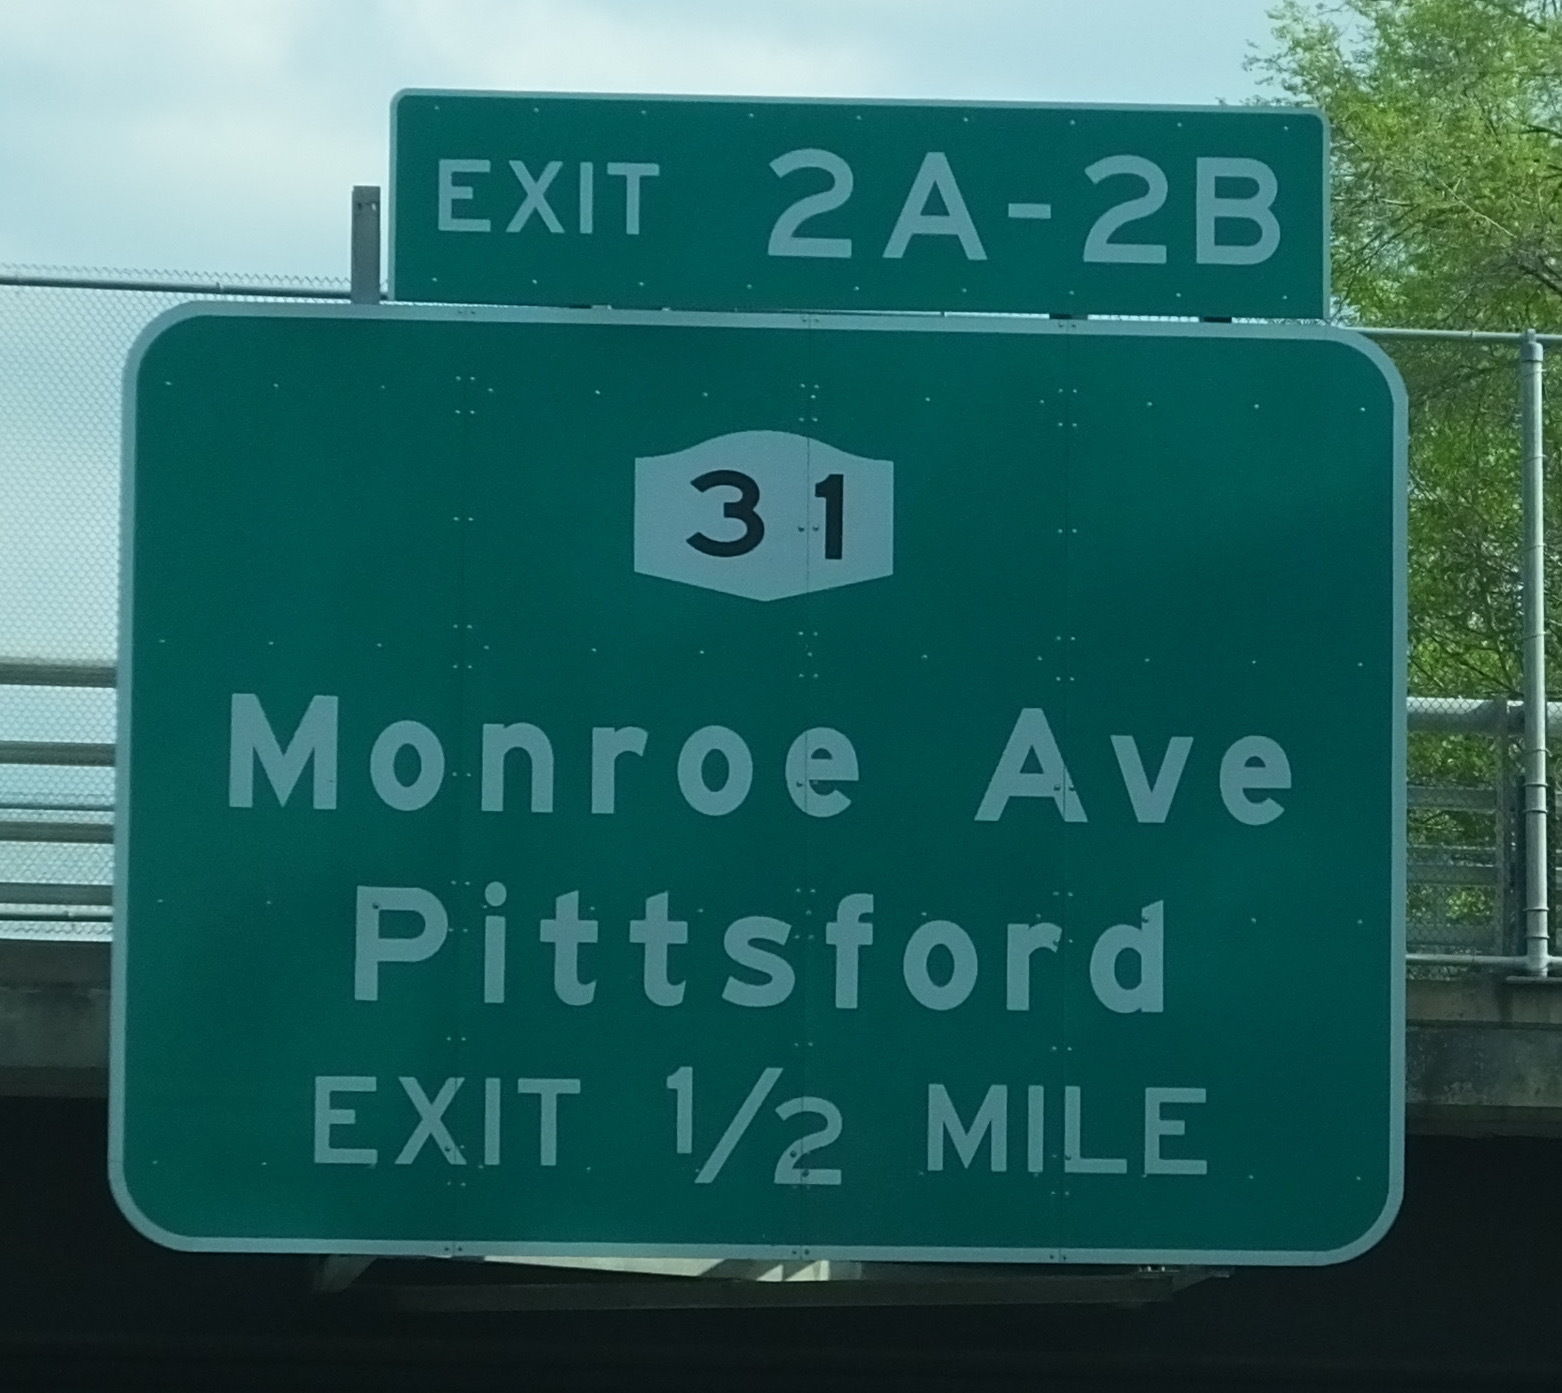 EXIT 2A-2B
31
Monroe Ave
Pittsford
EXIT 1/2 MILE